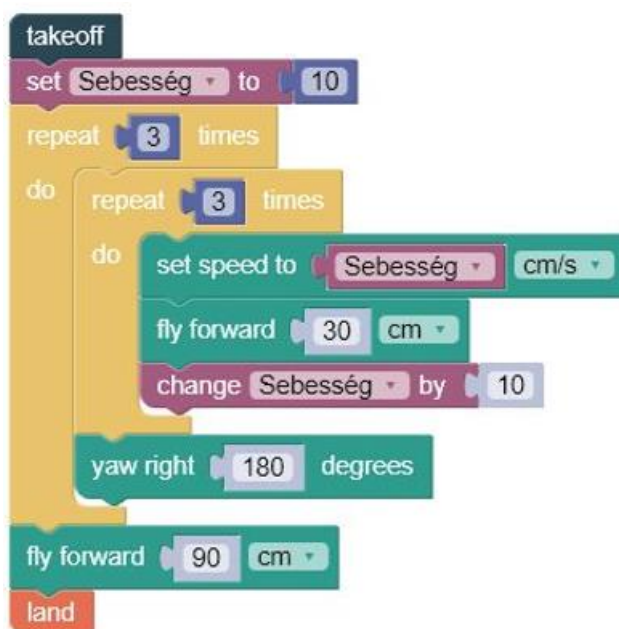 takeoff
set Sebesség to 10
repeat 3 times
do repeat 3 times
do set speed to Sebesség cm/s
fly forward 30 cm
change Sebesség by 10
yaw right 180 degrees
fly forward 90 cm
land